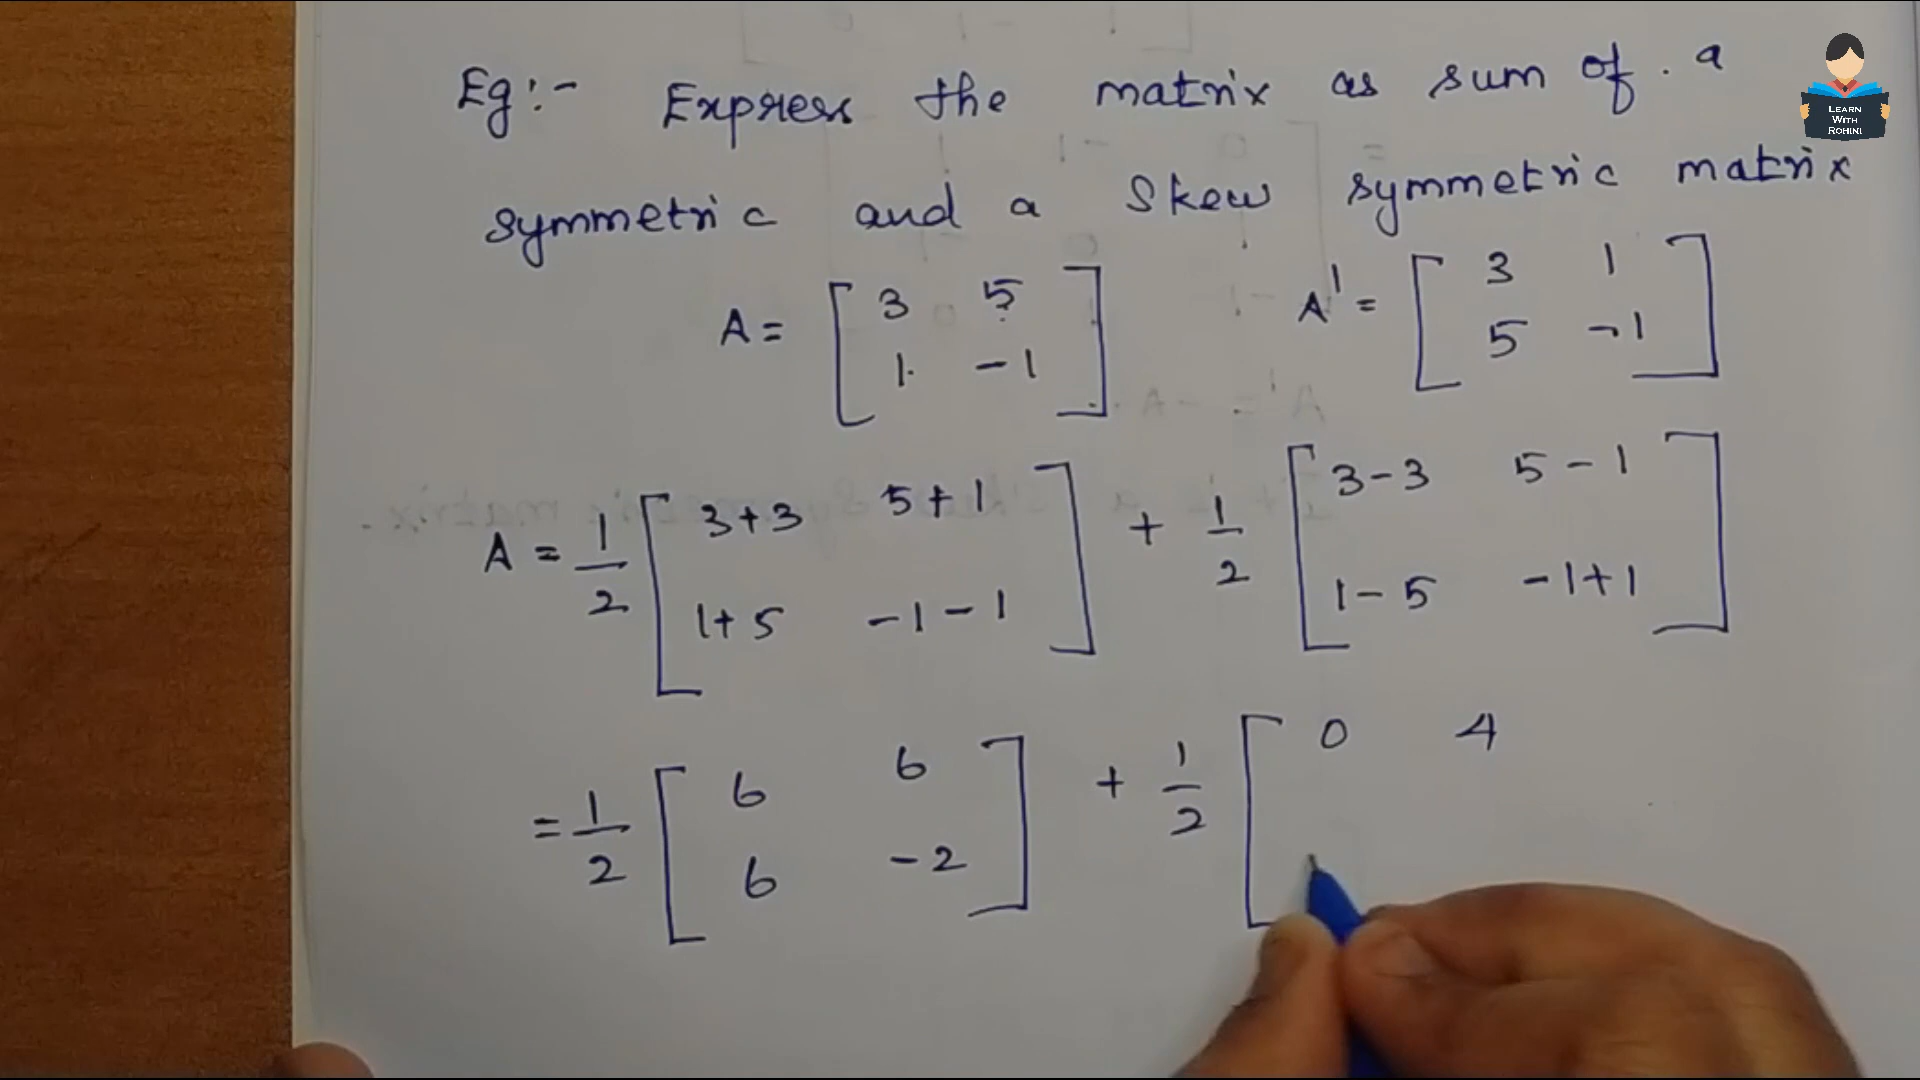 Eg:- Express the matrix as sum of . a
symmetric and a skew symmetric matrix
A = [ 3 5
1 -1 ]
A' = [ 3 1
5 -1 ]
A = 1/2 [ 3+3 5+1
1+5 -1-1 ] + 1/2 [ 3-3 5-1
1-5 -1+1 ]
= 1/2 [ 6 6
6 -2 ] + 1/2 [ 0 4
LEARN
WITH
ROHINI